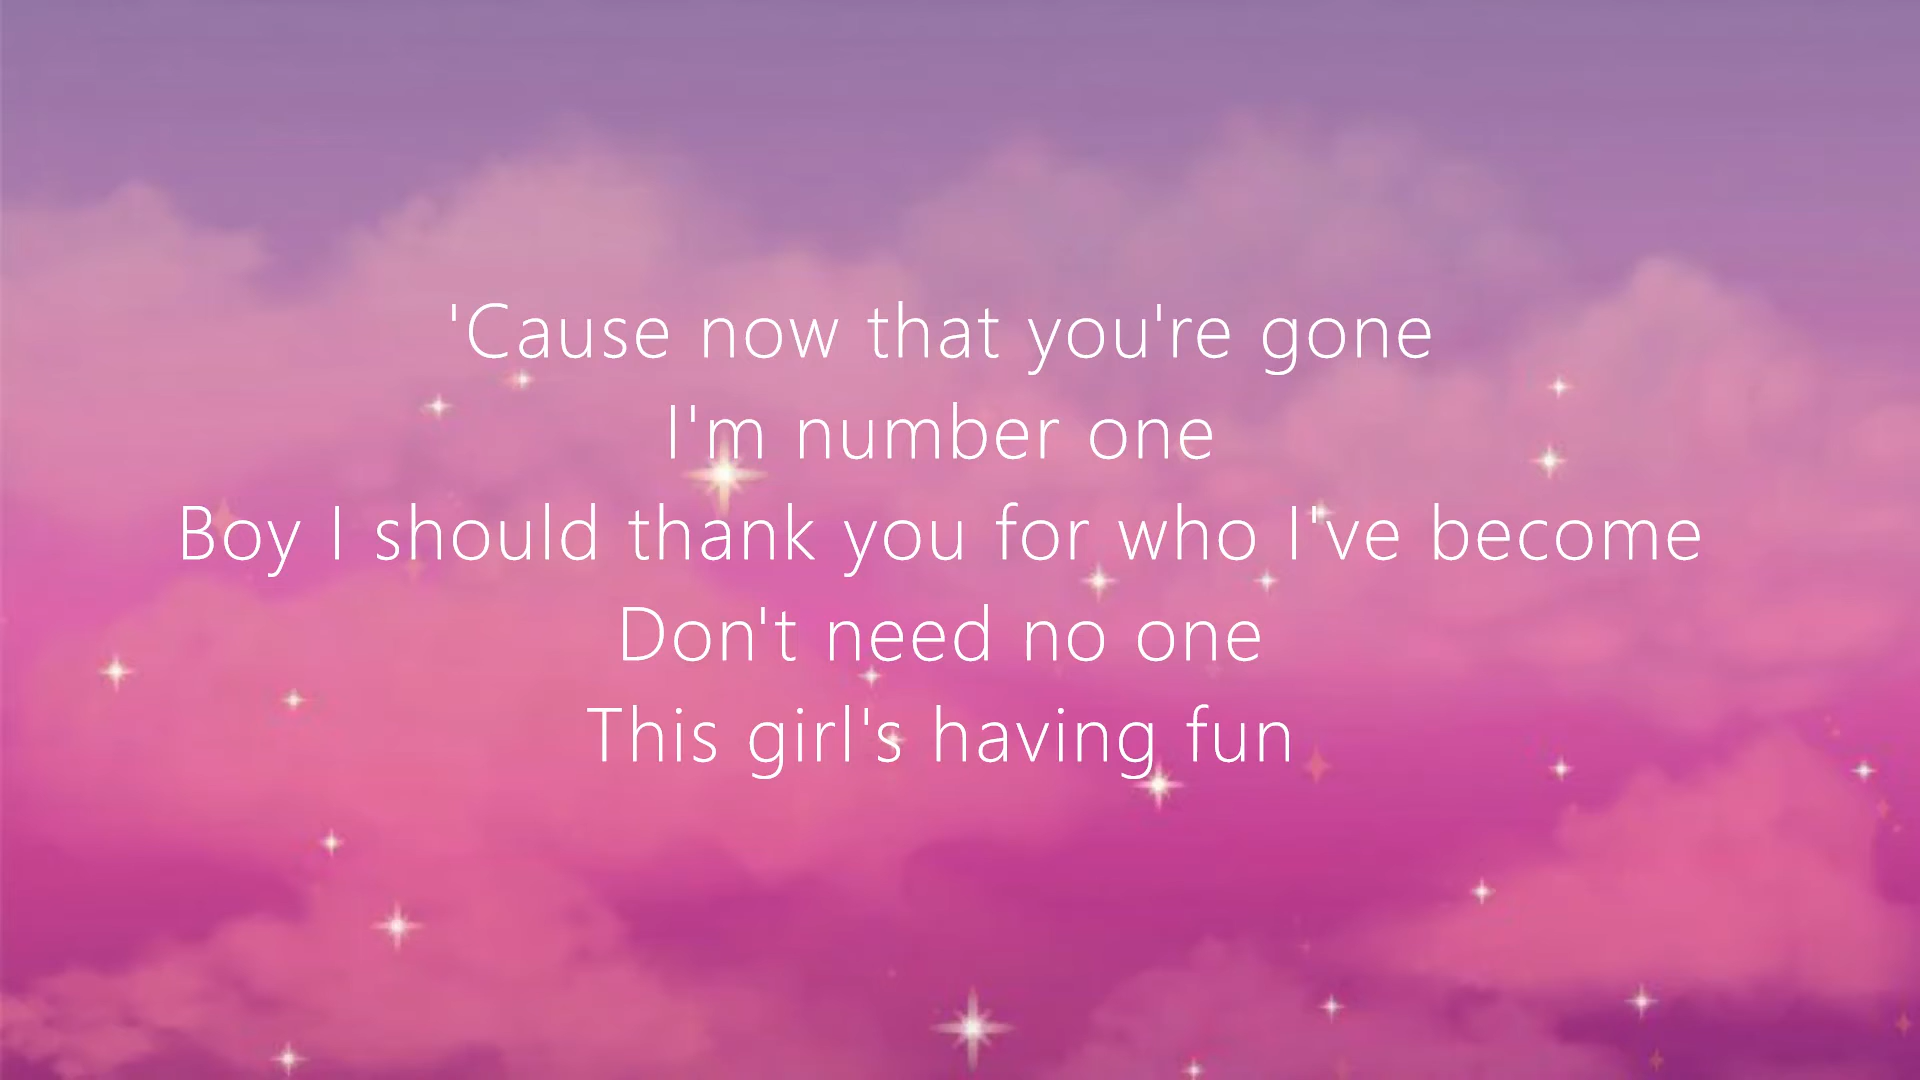 'Cause now that you're gone
I'm number one
Boy I should thank you for who I've become
Don't need no one
This girl's having fun